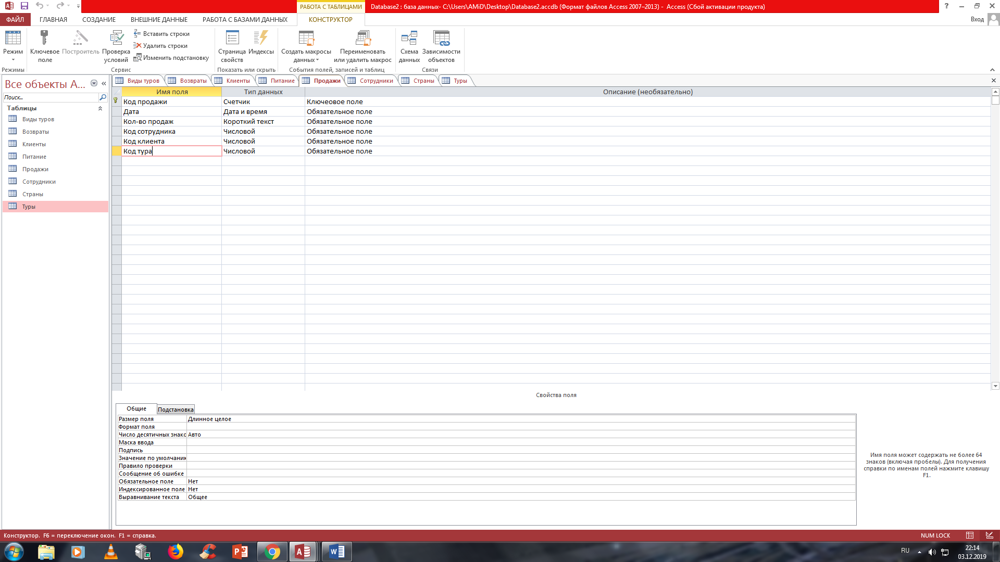 РАБОТА С ТАБЛИЦАМИ
Database2 : база данных- C:\Users\AMiD\Desktop\Database2.accdb (Формат файлов Access 2007–2013) - Access (Сбой активации продукта)
ФАЙЛ ГЛАВНАЯ СОЗДАНИЕ ВНЕШНИЕ ДАННЫЕ РАБОТА С БАЗАМИ ДАННЫХ КОНСТРУКТОР Вход
Режим
Ключевое поле
Построитель
Проверка условий
Вставить строки
Удалить строки
Изменить подстановку
Страница свойств
Индексы
Создать макросы данных
Переименовать или удалить макрос
Схема данных
Зависимости объектов
Режимы Сервис Показать или скрыть События полей, записей и таблиц Связи
Все объекты A...
Поиск...
Таблицы
Виды туров
Возвраты
Клиенты
Питание
Продажи
Сотрудники
Страны
Туры
Виды туров Возвраты Клиенты Питание Продажи Сотрудники Страны Туры
Имя поля Тип данных Описание (необязательно)
Код продажи Счетчик Ключеовое поле
Дата Дата и время Обязательное поле
Кол-во продаж Короткий текст Обязательное поле
Код сотрудника Числовой Обязательное поле
Код клиента Числовой Обязательное поле
Код тура Числовой Обязательное поле
Свойства поля
Общие Подстановка
Размер поля Длинное целое
Формат поля
Число десятичных знако Авто
Маска ввода
Подпись
Значение по умолчани
Правило проверки
Сообщение об ошибке
Обязательное поле Нет
Индексированное поле Нет
Выравнивание текста Общее
Имя поля может содержать не более 64
знаков (включая пробелы). Для получения
справки по именам полей нажмите клавишу
F1.
Конструктор. F6 = переключение окон. F1 = справка. NUM LOCK
RU
22:14
03.12.2019